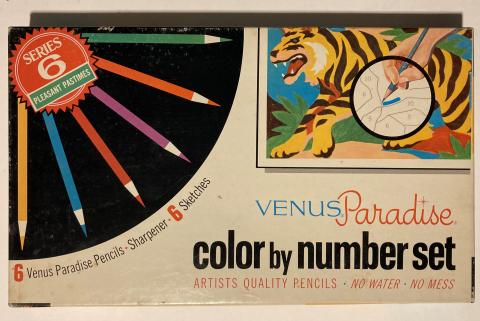 SERIES
6
PLEASANT PASTIMES
6 Venus Paradise Pencils · Sharpener · 6 Sketches
VENUS Paradise
color by number set
ARTISTS QUALITY PENCILS · NO WATER · NO MESS